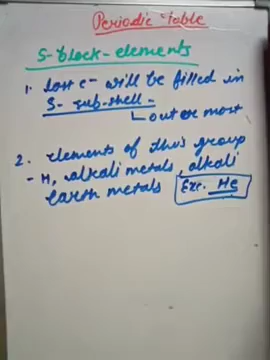 Periodic table
S-block-elements
1. last e- will be filled in
S- sub-shell-
outer most
2. elements of this group
- H, alkali metals, alkali
earth metals Exc. He